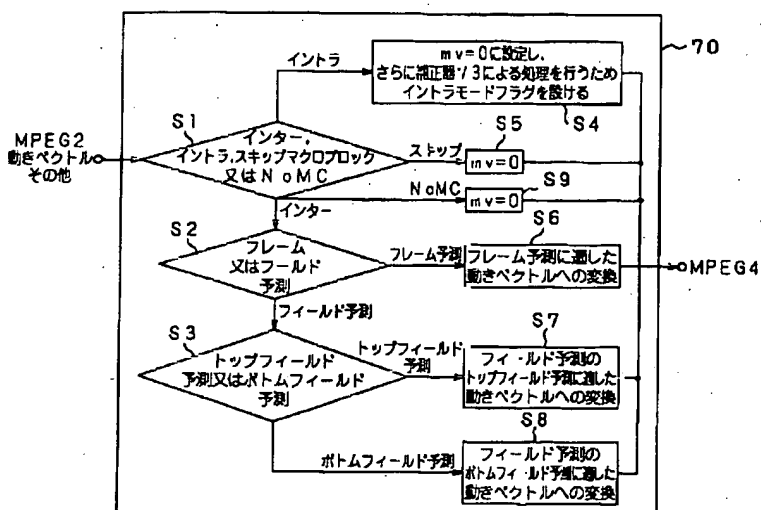 70
mv=0に設定し,
さらに補正器73による処理を行うため
イントラモードフラグを設ける
S4
イントラ
S1
インター,
イントラ,スキップマクロブロック
又はNoMC
MPEG2
動きベクトル
その他
ストップ
S5
mv=0
NoMC
S9
mv=0
インター
S2
フレーム
又はフールド
予測
フレーム予測
S6
フレーム予測に適した
動きベクトルへの変換
MPEG4
フィールド予測
S3
トップフィールド
予測又はボトムフィールド
予測
トップフィールド
予測
S7
フィールド予測の
トップフィールド予測に適した
動きベクトルへの変換
ボトムフィールド予測
S8
フィールド予測の
ボトムフィールド予測に適した
動きベクトルへの変換